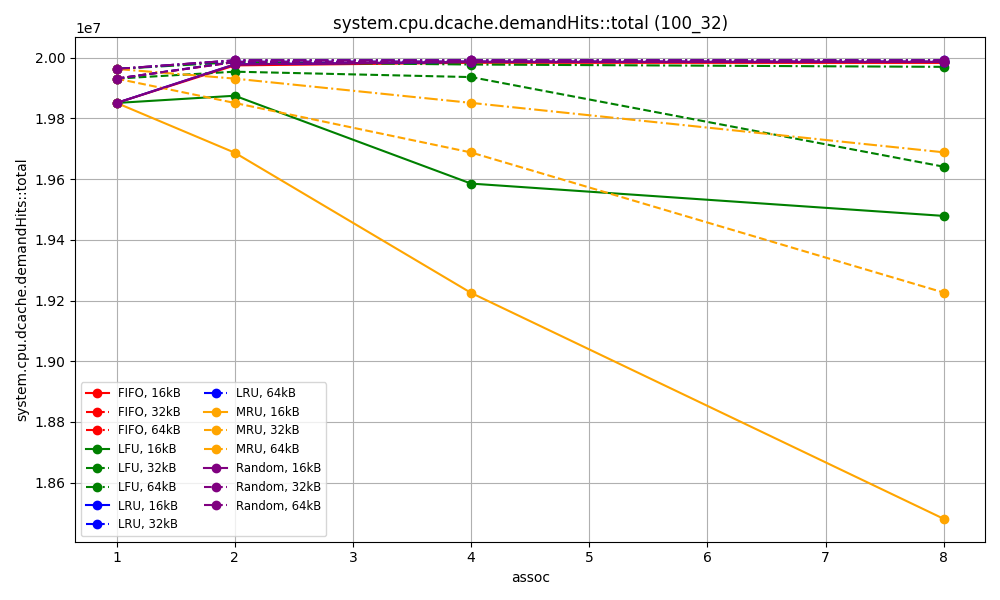 system.cpu.dcache.demandHits::total (100_32)
1e7
system.cpu.dcache.demandHits::total
2.00
1.98
1.96
1.94
1.92
1.90
1.88
1.86
FIFO, 16kB
FIFO, 32kB
FIFO, 64kB
LFU, 16kB
LFU, 32kB
LFU, 64kB
LRU, 16kB
LRU, 32kB
LRU, 64kB
MRU, 16kB
MRU, 32kB
MRU, 64kB
Random, 16kB
Random, 32kB
Random, 64kB
1 2 3 4 5 6 7 8
assoc